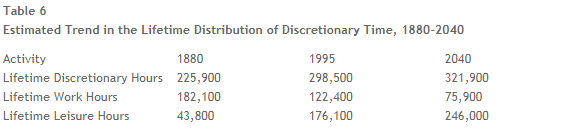 Table 6
Estimated Trend in the Lifetime Distribution of Discretionary Time, 1880-2040
Activity 1880 1995 2040
Lifetime Discretionary Hours 225,900 298,500 321,900
Lifetime Work Hours 182,100 122,400 75,900
Lifetime Leisure Hours 43,800 176,100 246,000